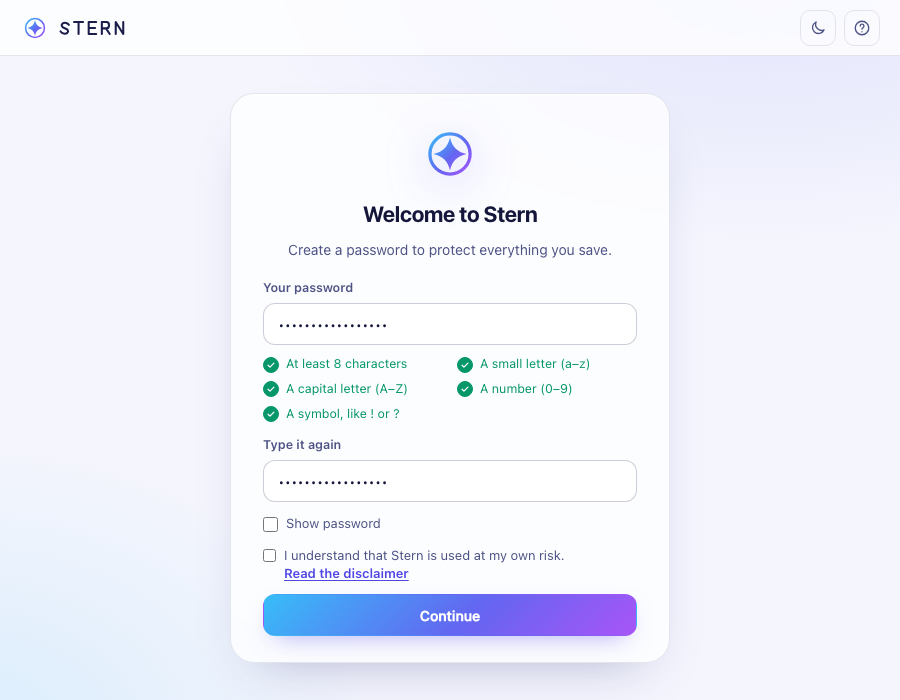 STERN
Welcome to Stern
Create a password to protect everything you save.
Your password
•••••••••••••••••
At least 8 characters
A small letter (a–z)
A capital letter (A–Z)
A number (0–9)
A symbol, like ! or ?
Type it again
•••••••••••••••••
Show password
I understand that Stern is used at my own risk.
Read the disclaimer
Continue